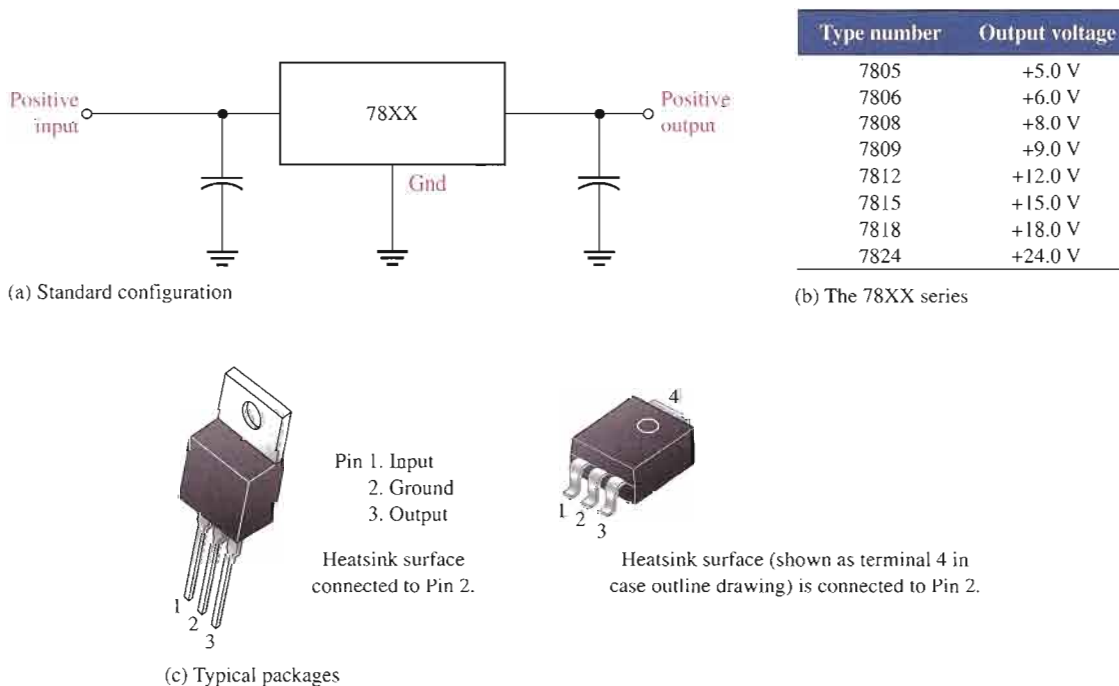 Positive
input
78XX
Gnd
Positive
output
(a) Standard configuration
Type number Output voltage
7805 +5.0 V
7806 +6.0 V
7808 +8.0 V
7809 +9.0 V
7812 +12.0 V
7815 +15.0 V
7818 +18.0 V
7824 +24.0 V
(b) The 78XX series
1
2
3
Pin 1. Input
2. Ground
3. Output
Heatsink surface
connected to Pin 2.
4
1
2
3
Heatsink surface (shown as terminal 4 in
case outline drawing) is connected to Pin 2.
(c) Typical packages